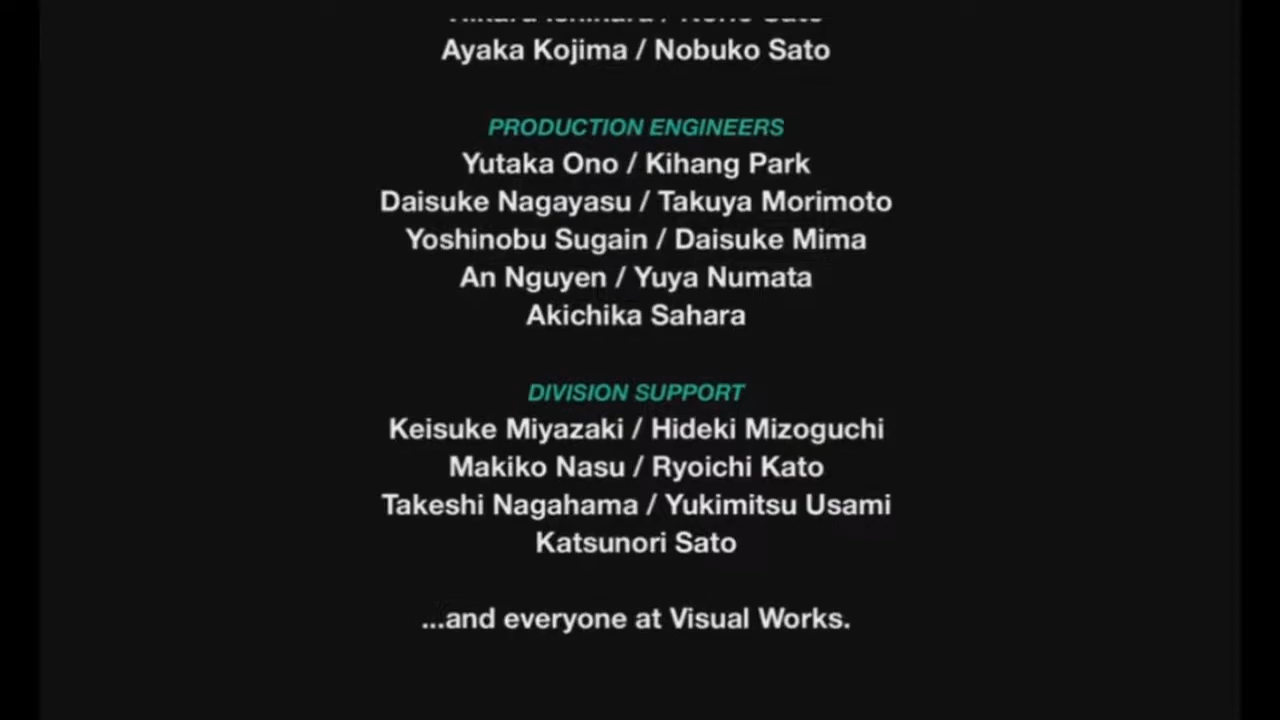 Ayaka Kojima / Nobuko Sato
PRODUCTION ENGINEERS
Yutaka Ono / Kihang Park
Daisuke Nagayasu / Takuya Morimoto
Yoshinobu Sugain / Daisuke Mima
An Nguyen / Yuya Numata
Akichika Sahara
DIVISION SUPPORT
Keisuke Miyazaki / Hideki Mizoguchi
Makiko Nasu / Ryoichi Kato
Takeshi Nagahama / Yukimitsu Usami
Katsunori Sato
...and everyone at Visual Works.